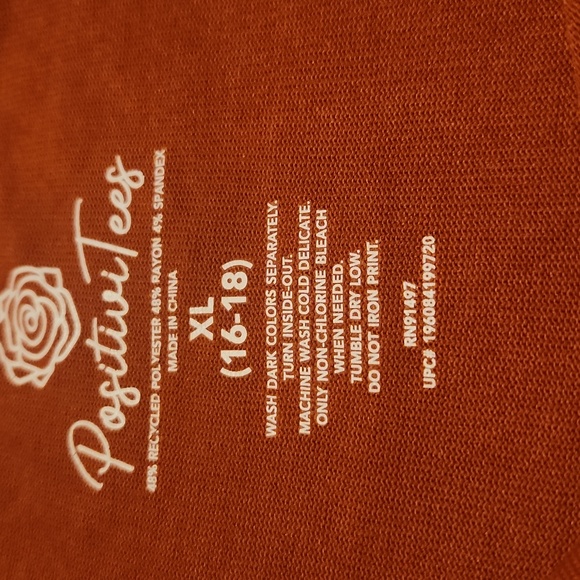 PositiviTees
48% RECYCLED POLYESTER 48% RAYON 4% SPANDEX
MADE IN CHINA
XL
(16-18)
WASH DARK COLORS SEPARATELY.
TURN INSIDE-OUT.
MACHINE WASH COLD DELICATE.
ONLY NON-CHLORINE BLEACH
WHEN NEEDED.
TUMBLE DRY LOW.
DO NOT IRON PRINT.
RN91497
UPC# 196084199720